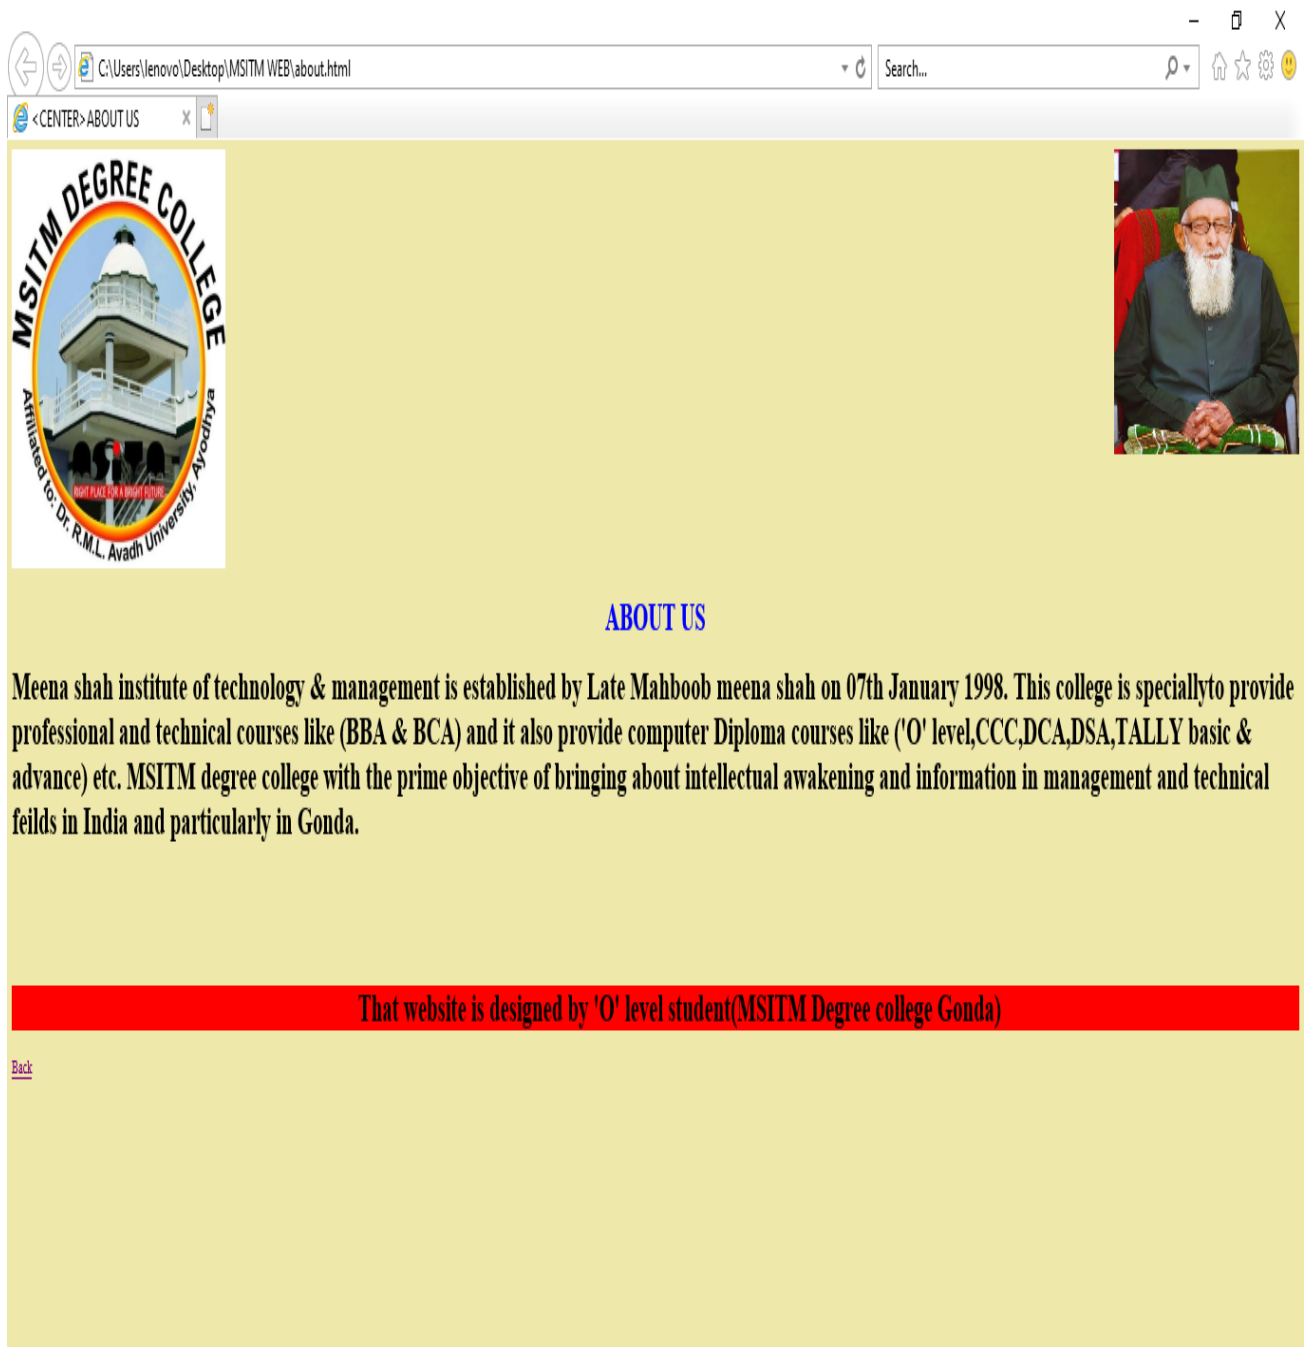 C:\Users\lenovo\Desktop\MSITM WEB\about.html
Search...
<CENTER>ABOUT US
MSITM DEGREE COLLEGE
Affiliated to: Dr. R.M.L. Avadh University, Ayodhya
RIGHT PLACE FOR A BRIGHT FUTURE
ABOUT US
Meena shah institute of technology & management is established by Late Mahboob meena shah on 07th January 1998. This college is speciallyto provide
professional and technical courses like (BBA & BCA) and it also provide computer Diploma courses like ('O' level,CCC,DCA,DSA,TALLY basic &
advance) etc. MSITM degree college with the prime objective of bringing about intellectual awakening and information in management and technical
feilds in India and particularly in Gonda.
That website is designed by 'O' level student(MSITM Degree college Gonda)
Back